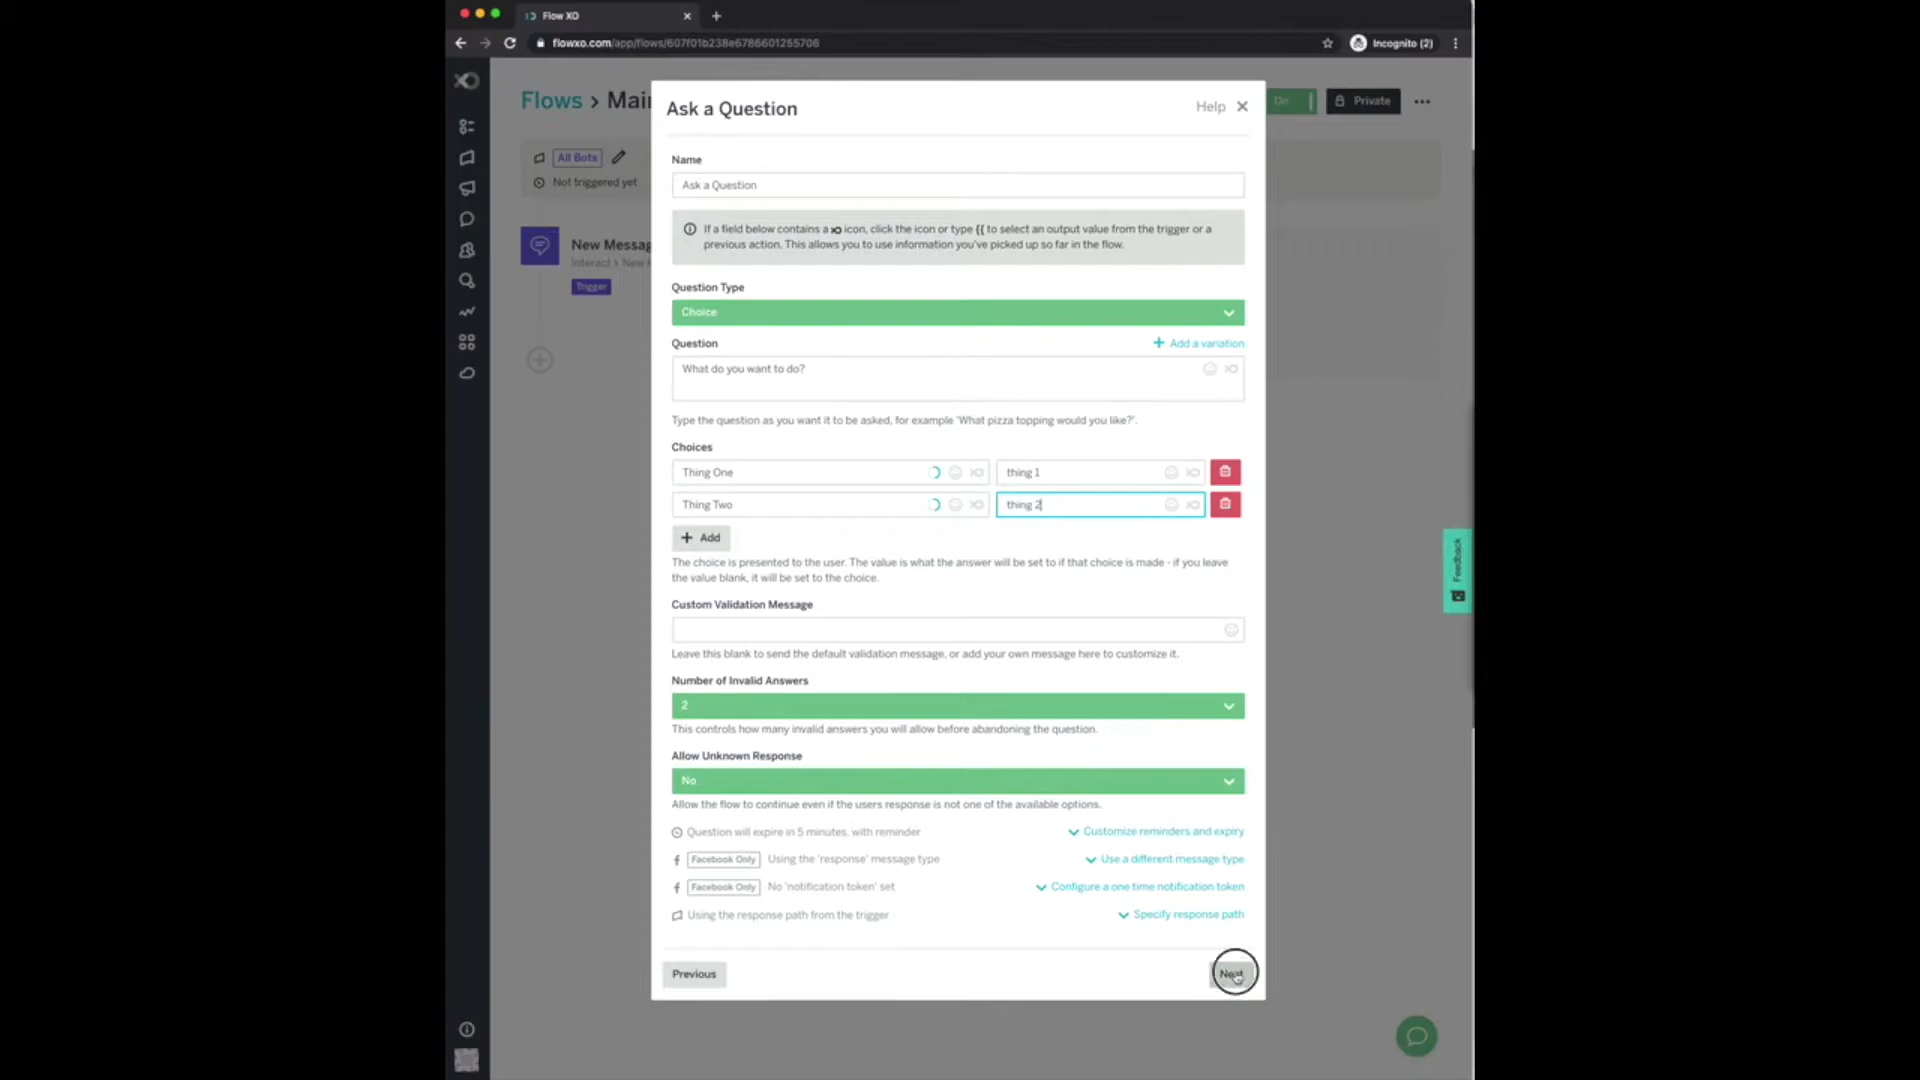 Flow XO
flowxo.com/app/flows/607f01b238e6786601255706
Incognito (2)
Flows > Mai
On
Private
All Bots
Not triggered yet
New Messag
Interact > New
Trigger
Ask a Question
Help
Name
Ask a Question
If a field below contains a XO icon, click the icon or type {{ to select an output value from the trigger or a
previous action. This allows you to use information you've picked up so far in the flow.
Question Type
Choice
Question
+ Add a variation
What do you want to do?
Type the question as you want it to be asked, for example 'What pizza topping would you like?'.
Choices
Thing One
thing 1
Thing Two
thing 2
+ Add
The choice is presented to the user. The value is what the answer will be set to if that choice is made - if you leave
the value blank, it will be set to the choice.
Custom Validation Message
Leave this blank to send the default validation message, or add your own message here to customize it.
Number of Invalid Answers
2
This controls how many invalid answers you will allow before abandoning the question.
Allow Unknown Response
No
Allow the flow to continue even if the users response is not one of the available options.
Question will expire in 5 minutes, with reminder
Customize reminders and expiry
Facebook Only
Using the 'response' message type
Use a different message type
Facebook Only
No 'notification token' set
Configure a one time notification token
Using the response path from the trigger
Specify response path
Previous
Next
Feedback